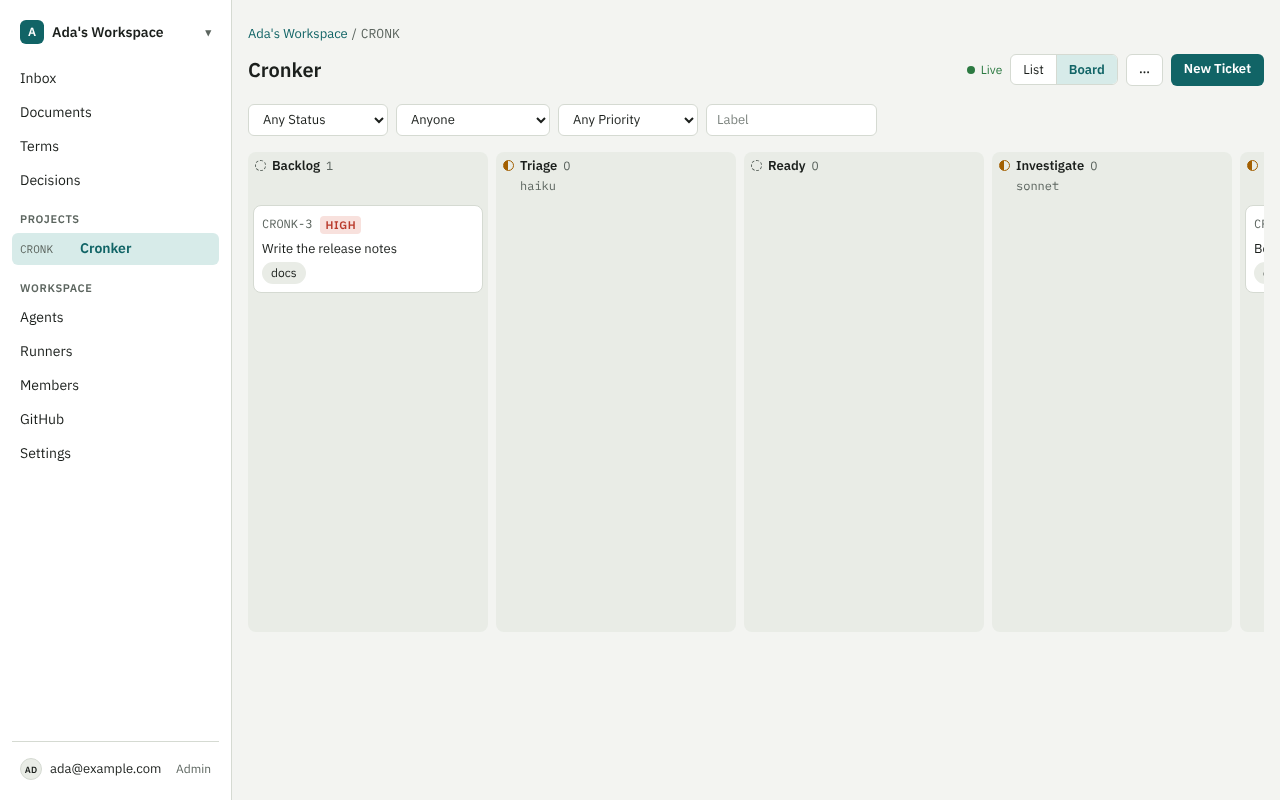 A Ada's Workspace ▾
Inbox
Documents
Terms
Decisions
PROJECTS
CRONK Cronker
WORKSPACE
Agents
Runners
Members
GitHub
Settings
AD ada@example.com Admin
Ada's Workspace / CRONK
Cronker
Live List Board ... New Ticket
Any Status Anyone Any Priority Label
Backlog 1
CRONK-3 HIGH
Write the release notes
docs
Triage 0
haiku
Ready 0
Investigate 0
sonnet